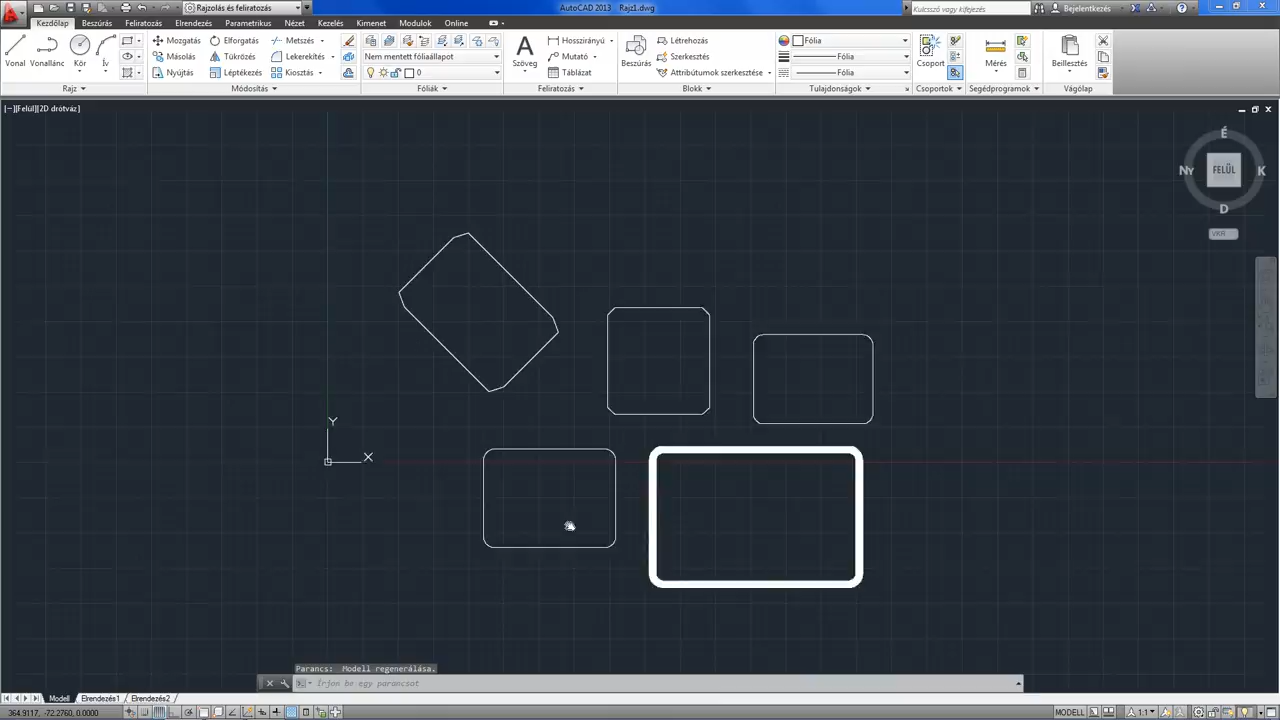 Rajzolás és feliratozás
AutoCAD 2013 Rajz1.dwg
Kulcsszó vagy kifejezés
Bejelentkezés
Kezdőlap Beszúrás Feliratozás Elrendezés Parametrikus Nézet Kezelés Kimenet Modulok Online
Vonal Vonallánc Kör Ív
Mozgatás Elforgatás Metszés
Másolás Tükrözés Lekerekítés
Nyújtás Léptékezés Kiosztás
Nem mentett fóliaállapot
0
Szöveg
Hosszirányú
Mutató
Táblázat
Beszúrás
Létrehozás
Szerkesztés
Attribútumok szerkesztése
Fólia
Fólia
Fólia
Csoport
Mérés
Beillesztés
Rajz Módosítás Fóliák Feliratozás Blokk Tulajdonságok Csoportok Segédprogramok Vágólap
[−][Felül][2D drótváz]
É
NY FELÜL K
D
VKR
Y
X
Parancs: Modell regenerálása.
Írjon be egy parancsot
Modell Elrendezés1 Elrendezés2
364.9117, -72.2760, 0.0000
MODELL
1:1